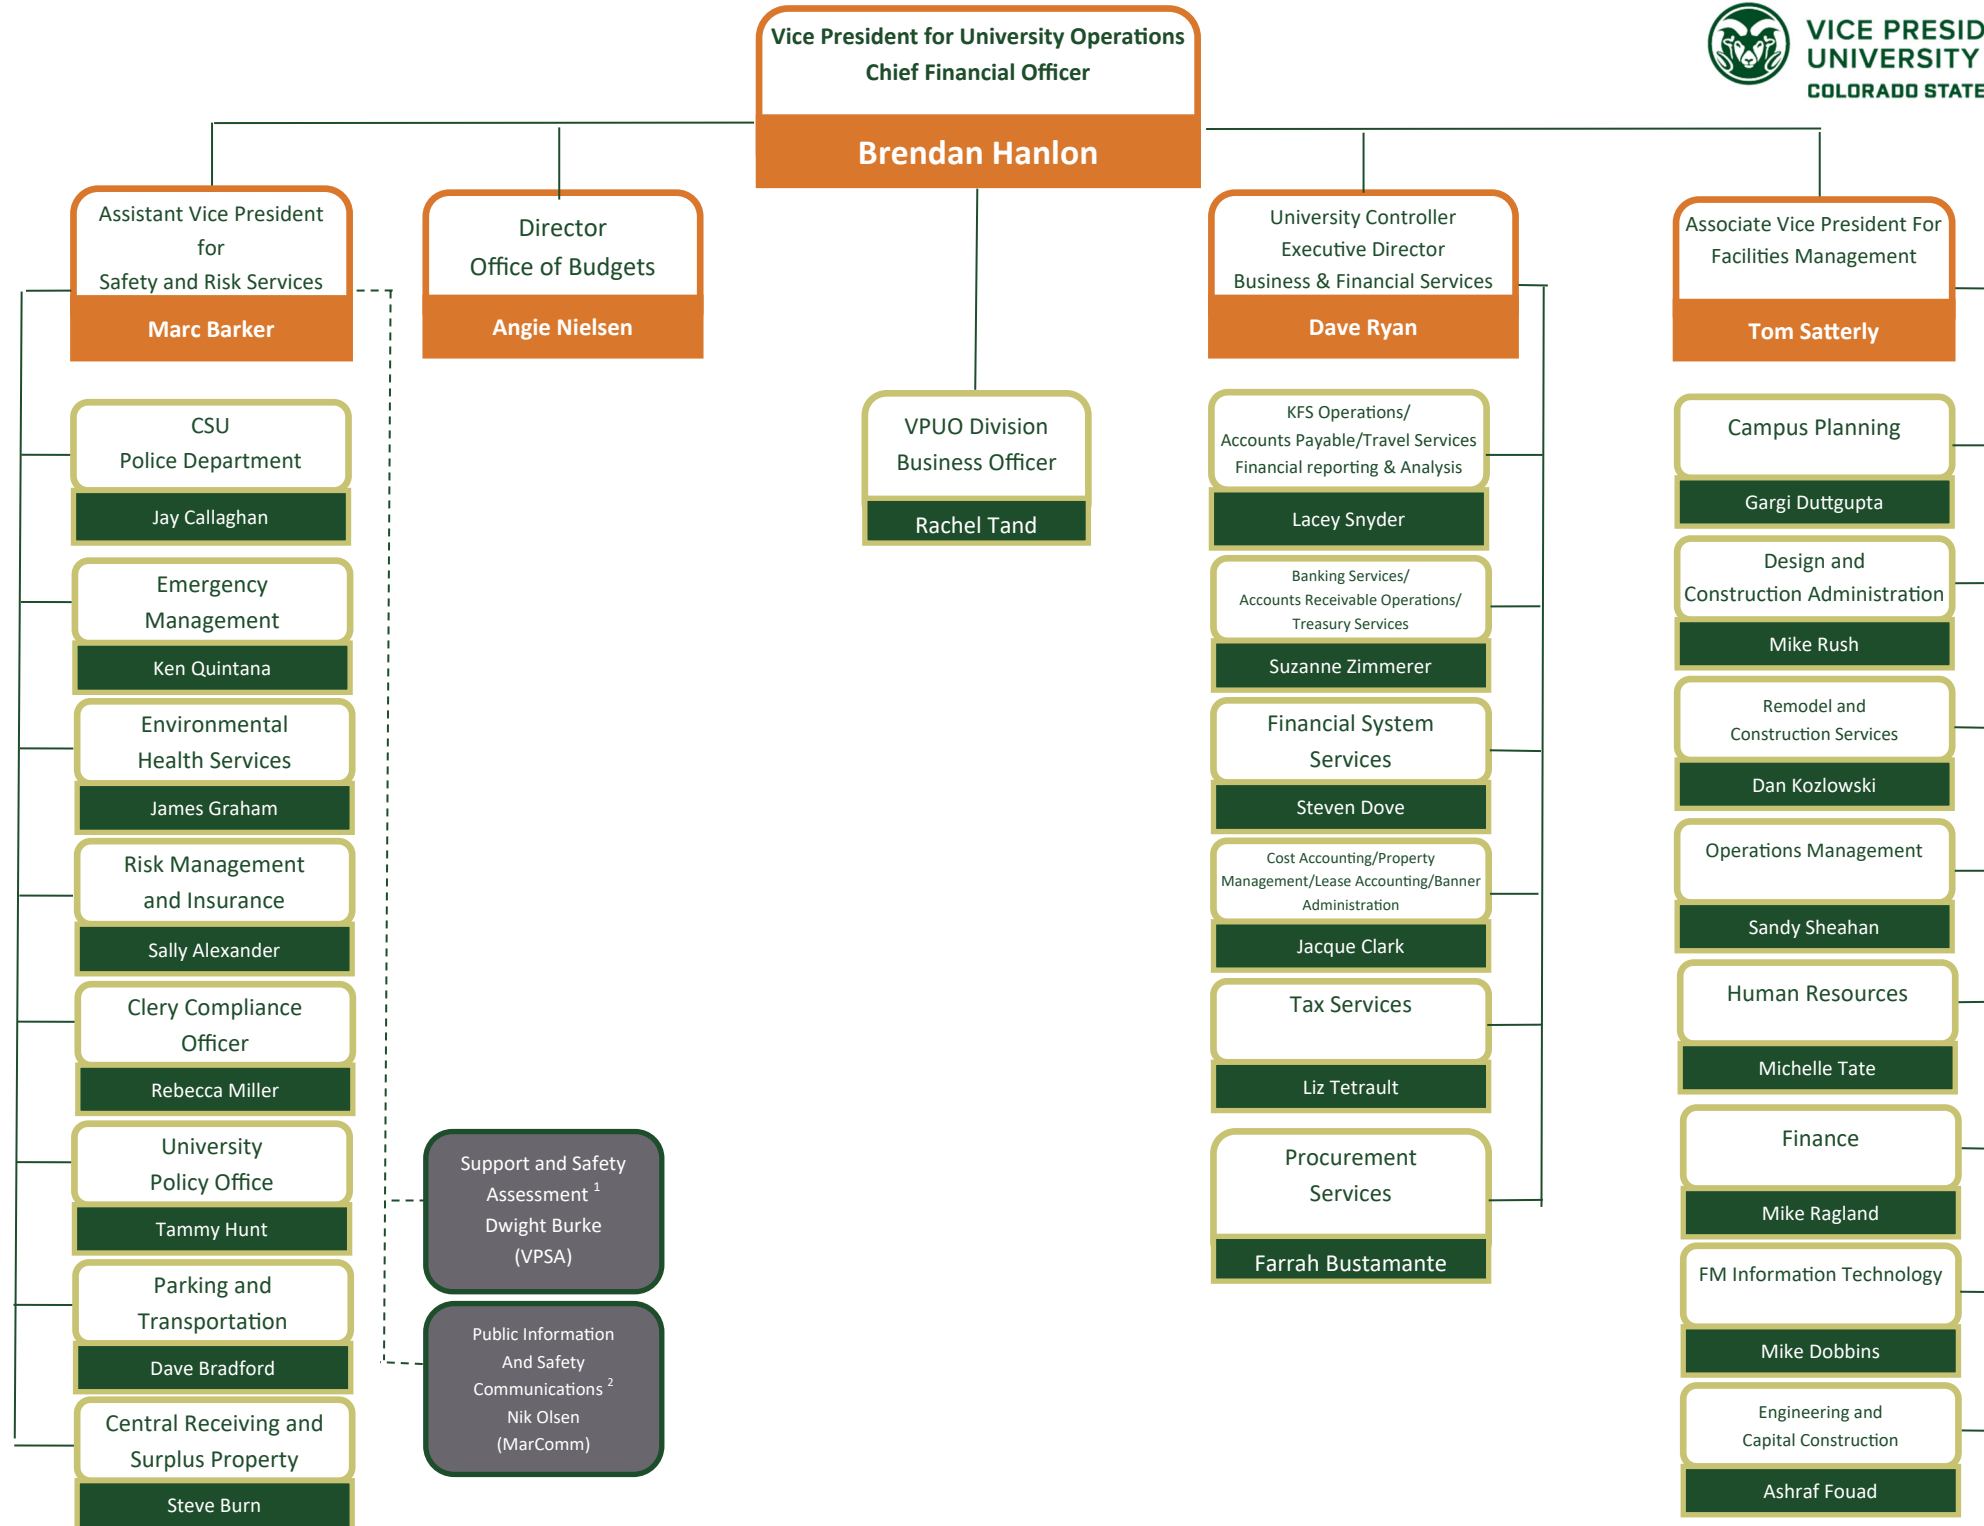 Vice President for University Operations
Chief Financial Officer
Brendan Hanlon
VICE PRESID
UNIVERSITY
COLORADO STATE
Assistant Vice President
for
Safety and Risk Services
Marc Barker
Director
Office of Budgets
Angie Nielsen
University Controller
Executive Director
Business & Financial Services
Dave Ryan
Associate Vice President For
Facilities Management
Tom Satterly
CSU
Police Department
Jay Callaghan
Emergency
Management
Ken Quintana
Environmental
Health Services
James Graham
Risk Management
and Insurance
Sally Alexander
Clery Compliance
Officer
Rebecca Miller
University
Policy Office
Tammy Hunt
Parking and
Transportation
Dave Bradford
Central Receiving and
Surplus Property
Steve Burn
Support and Safety
Assessment 1
Dwight Burke
(VPSA)
Public Information
And Safety
Communications 2
Nik Olsen
(MarComm)
VPUO Division
Business Officer
Rachel Tand
KFS Operations/
Accounts Payable/Travel Services
Financial reporting & Analysis
Lacey Snyder
Banking Services/
Accounts Receivable Operations/
Treasury Services
Suzanne Zimmerer
Financial System
Services
Steven Dove
Cost Accounting/Property
Management/Lease Accounting/Banner
Administration
Jacque Clark
Tax Services
Liz Tetrault
Procurement
Services
Farrah Bustamante
Campus Planning
Gargi Duttgupta
Design and
Construction Administration
Mike Rush
Remodel and
Construction Services
Dan Kozlowski
Operations Management
Sandy Sheahan
Human Resources
Michelle Tate
Finance
Mike Ragland
FM Information Technology
Mike Dobbins
Engineering and
Capital Construction
Ashraf Fouad